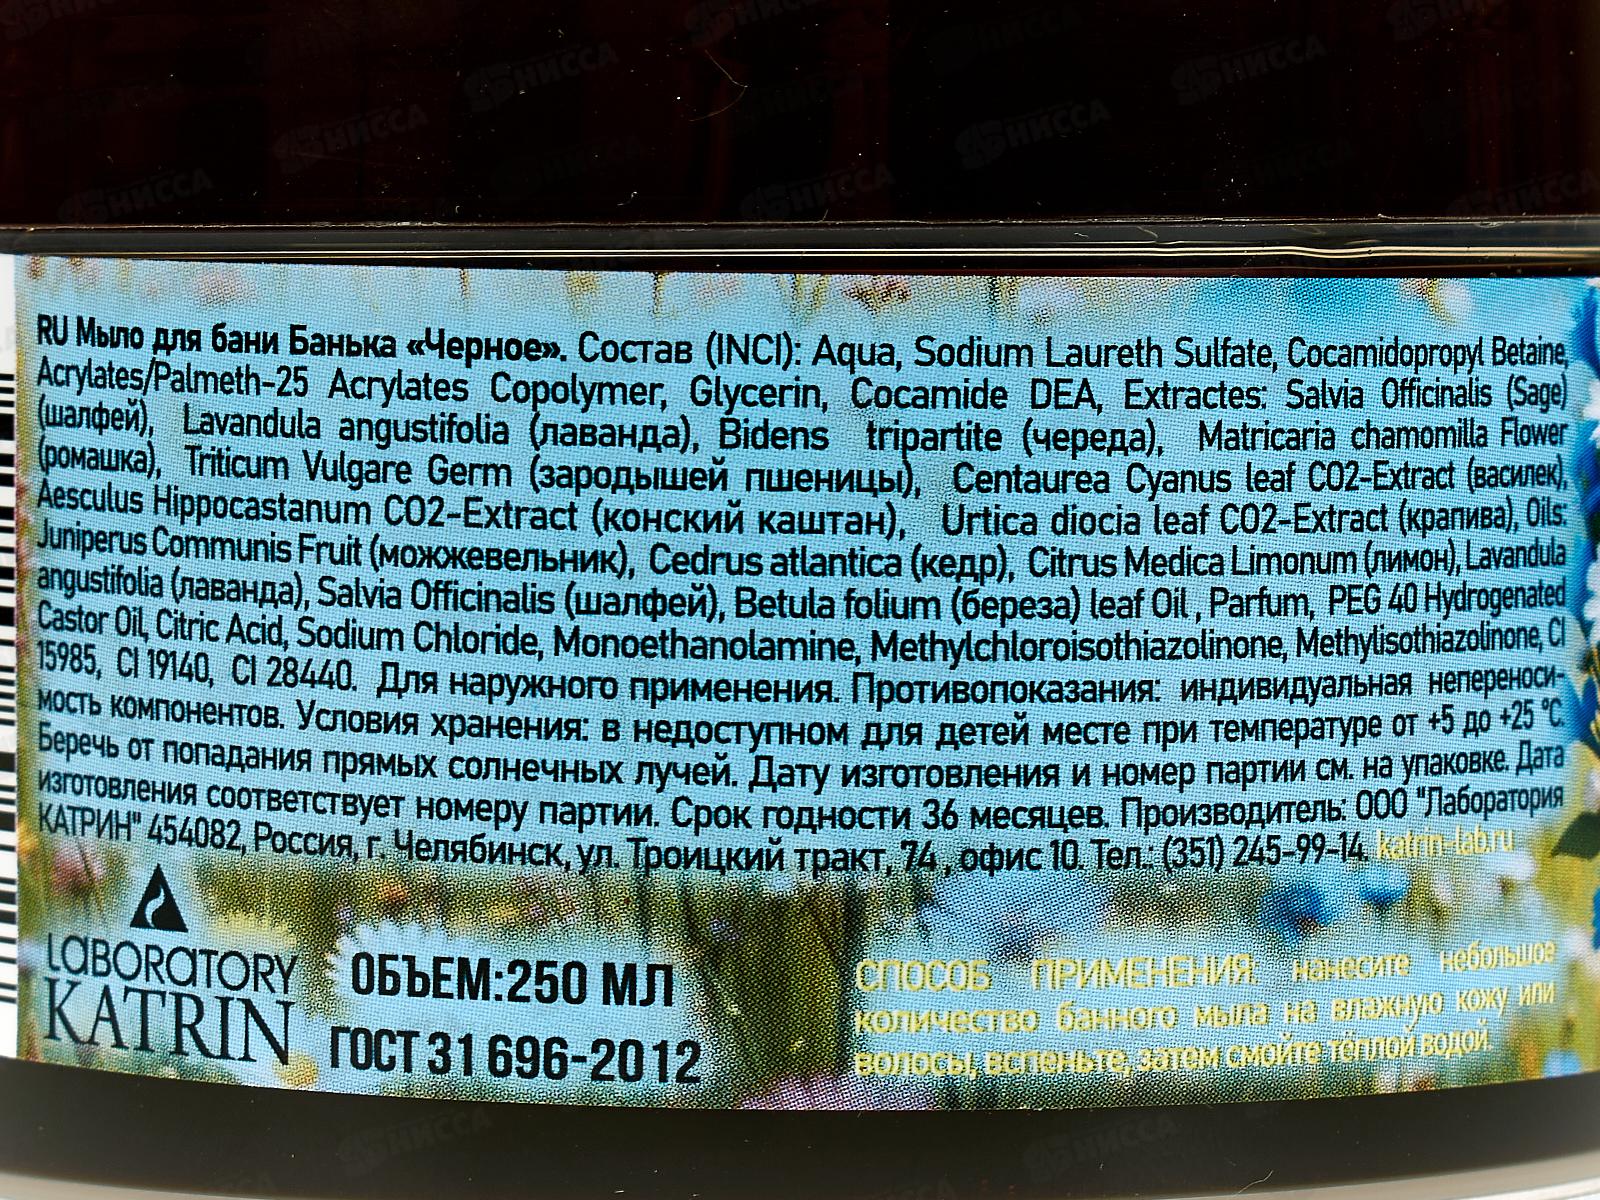 RU Мыло для бани Банька «Черное». Состав (INCI): Aqua, Sodium Laureth Sulfate, Cocamidopropyl Betaine,
Acrylates/Palmeth-25 Acrylates Copolymer, Glycerin, Cocamide DEA, Extractes: Salvia Officinalis (Sage)
(шалфей), Lavandula angustifolia (лаванда), Bidens tripartite (череда), Matricaria chamomilla Flower
(ромашка), Triticum Vulgare Germ (зародышей пшеницы), Centaurea Cyanus leaf CO2-Extract (василек),
Aesculus Hippocastanum CO2-Extract (конский каштан), Urtica diocia leaf CO2-Extract (крапива), Oils:
Juniperus Communis Fruit (можжевельник), Cedrus atlantica (кедр), Citrus Medica Limonum (лимон), Lavandula
angustifolia (лаванда), Salvia Officinalis (шалфей), Betula folium (береза) leaf Oil, Parfum, PEG 40 Hydrogenated
Castor Oil, Citric Acid, Sodium Chloride, Monoethanolamine, Methylchloroisothiazolinone, Methylisothiazolinone, CI
15985, CI 19140, CI 28440. Для наружного применения. Противопоказания: индивидуальная непереноси-
мость компонентов. Условия хранения: в недоступном для детей месте при температуре от +5 до +25 °С.
Беречь от попадания прямых солнечных лучей. Дату изготовления и номер партии см. на упаковке. Дата
изготовления соответствует номеру партии. Срок годности 36 месяцев. Производитель: ООО "Лаборатория
КАТРИН" 454082, Россия, г. Челябинск, ул. Троицкий тракт, 74, офис 10. Тел.: (351) 245-99-14. katrin-lab.ru
LABORATORY
KATRIN
ОБЪЕМ:250 МЛ
ГОСТ 31 696-2012
СПОСОБ ПРИМЕНЕНИЯ: нанесите небольшое
количество банного мыла на влажную кожу или
волосы, вспеньте, затем смойте тёплой водой.
НИССА